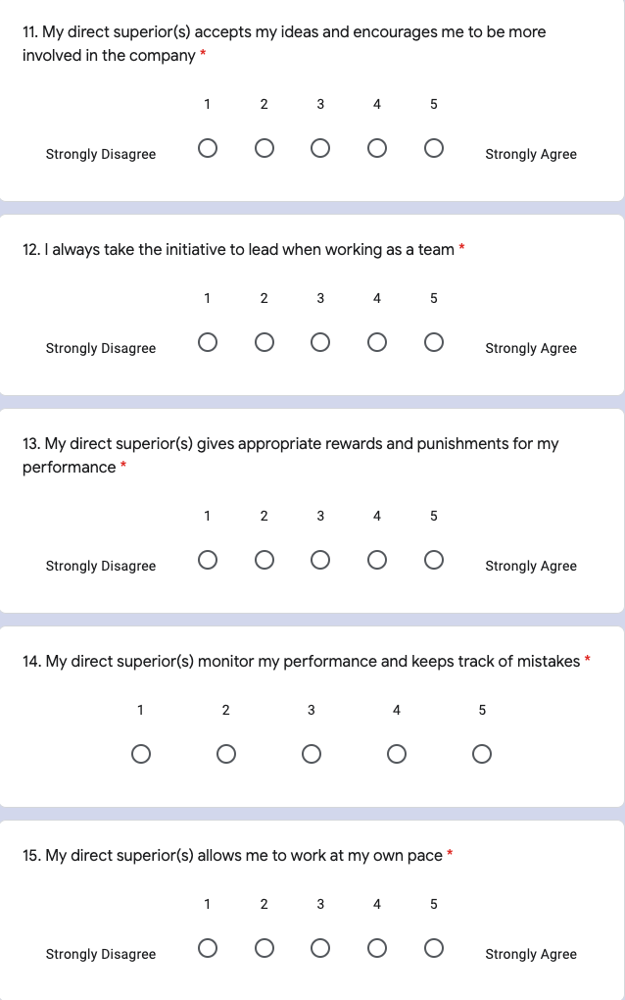 11. My direct superior(s) accepts my ideas and encourages me to be more
involved in the company *
1 2 3 4 5
Strongly Disagree Strongly Agree
12. I always take the initiative to lead when working as a team *
1 2 3 4 5
Strongly Disagree Strongly Agree
13. My direct superior(s) gives appropriate rewards and punishments for my
performance *
1 2 3 4 5
Strongly Disagree Strongly Agree
14. My direct superior(s) monitor my performance and keeps track of mistakes *
1 2 3 4 5
15. My direct superior(s) allows me to work at my own pace *
1 2 3 4 5
Strongly Disagree Strongly Agree